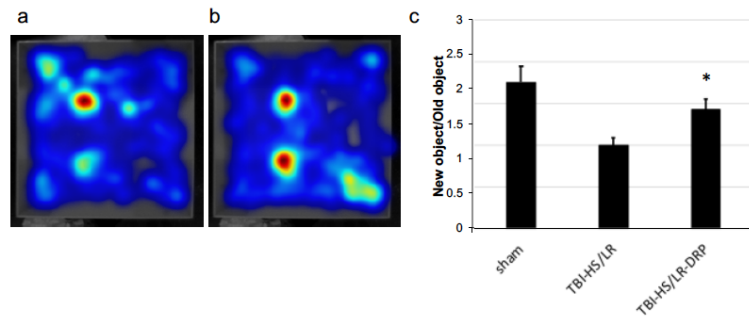 a
b
c
New object/Old object
3
2.5
2
1.5
1
0.5
0
*
sham
TBI-HS/LR
TBI-HS/LR-DRP